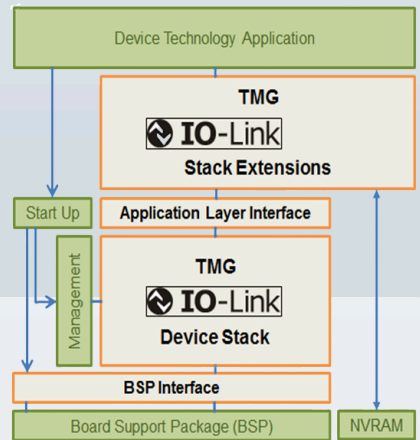 Device Technology Application
TMG
IO-Link
Stack Extensions
Start Up
Application Layer Interface
Management
TMG
IO-Link
Device Stack
BSP Interface
Board Support Package (BSP)
NVRAM